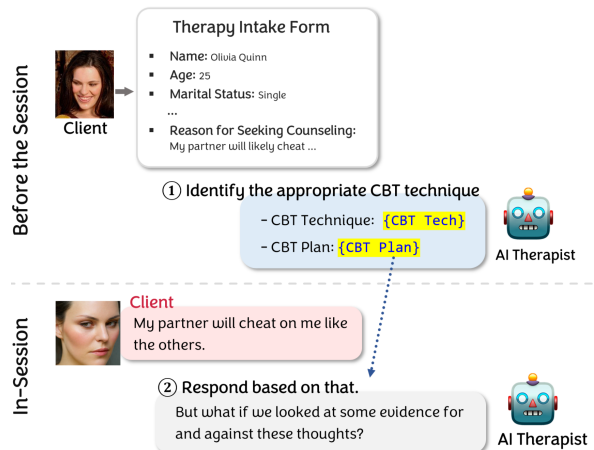 Before the Session
Therapy Intake Form
▪ Name: Olivia Quinn
▪ Age: 25
▪ Marital Status: Single
...
▪ Reason for Seeking Counseling:
My partner will likely cheat ...
Client
① Identify the appropriate CBT technique
– CBT Technique: {CBT Tech}
– CBT Plan: {CBT Plan}
AI Therapist
In-Session
Client
My partner will cheat on me like
the others.
② Respond based on that.
But what if we looked at some evidence for
and against these thoughts?
AI Therapist